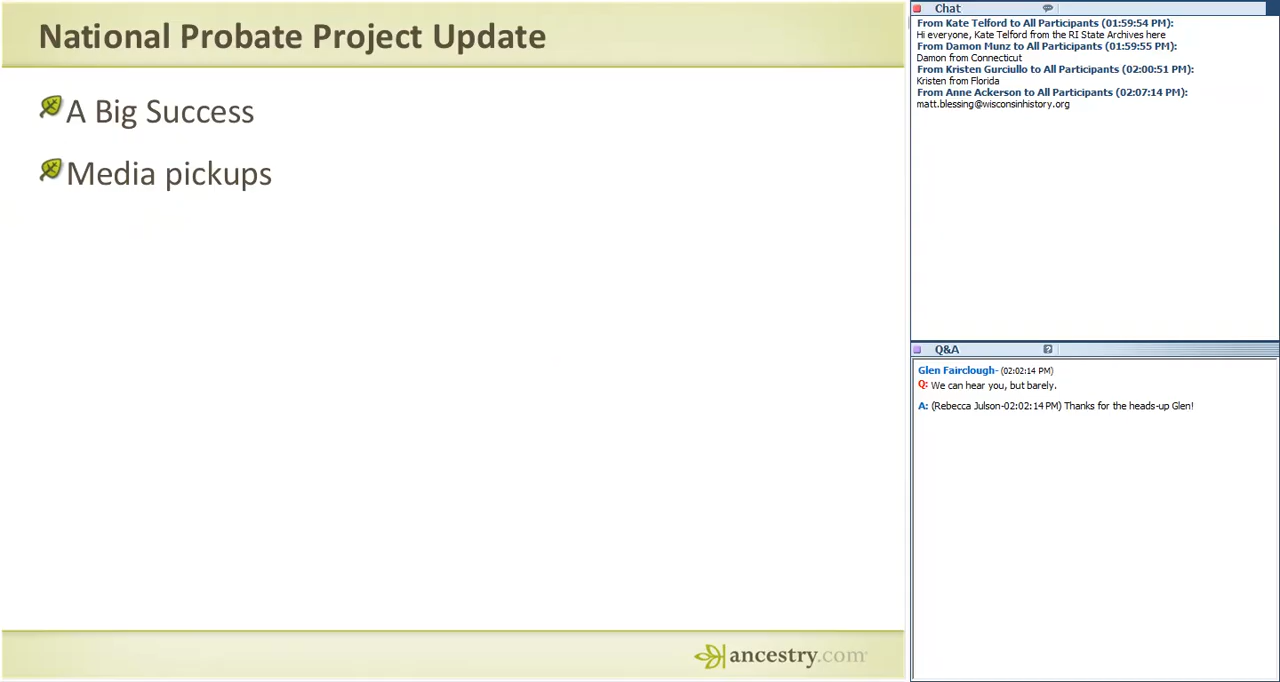 National Probate Project Update
A Big Success
Media pickups
ancestry.com
Chat
From Kate Telford to All Participants (01:59:54 PM):
Hi everyone, Kate Telford from the RI State Archives here
From Damon Munz to All Participants (01:59:55 PM):
Damon from Connecticut
From Kristen Gurciullo to All Participants (02:00:51 PM):
Kristen from Florida
From Anne Ackerson to All Participants (02:07:14 PM):
matt.blessing@wisconsinhistory.org
Q&A
Glen Fairclough- (02:02:14 PM)
Q: We can hear you, but barely.
A: (Rebecca Julson-02:02:14 PM) Thanks for the heads-up Glen!